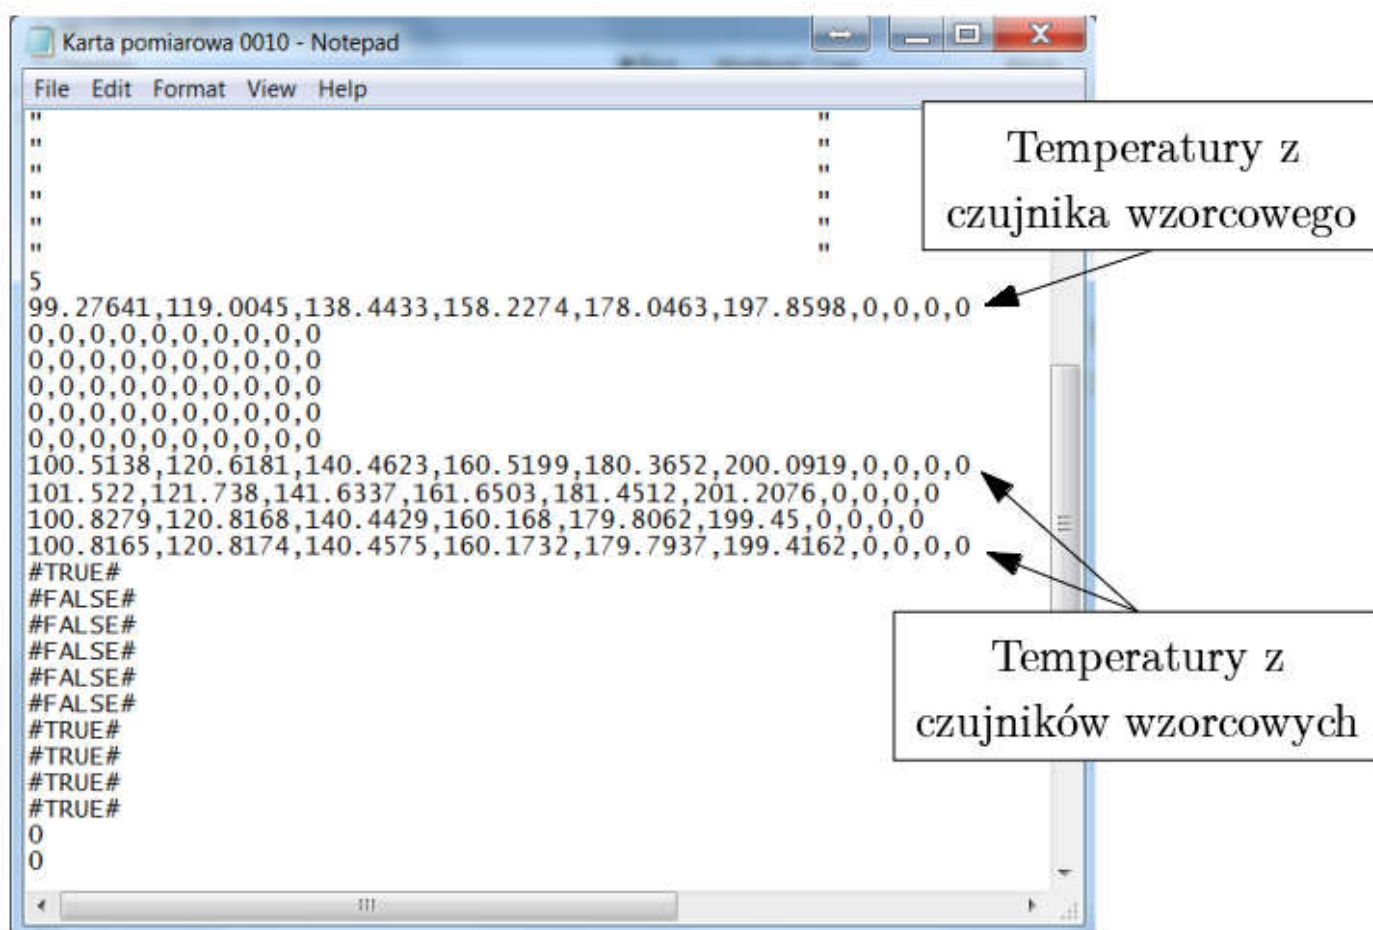 Karta pomiarowa 0010 - Notepad
File Edit Format View Help
" "
" "
" "
" "
" "
" "
5
99.27641,119.0045,138.4433,158.2274,178.0463,197.8598,0,0,0,0
0,0,0,0,0,0,0,0,0,0
0,0,0,0,0,0,0,0,0,0
0,0,0,0,0,0,0,0,0,0
0,0,0,0,0,0,0,0,0,0
0,0,0,0,0,0,0,0,0,0
100.5138,120.6181,140.4623,160.5199,180.3652,200.0919,0,0,0,0
101.522,121.738,141.6337,161.6503,181.4512,201.2076,0,0,0,0
100.8279,120.8168,140.4429,160.168,179.8062,199.45,0,0,0,0
100.8165,120.8174,140.4575,160.1732,179.7937,199.4162,0,0,0,0
#TRUE#
#FALSE#
#FALSE#
#FALSE#
#FALSE#
#FALSE#
#TRUE#
#TRUE#
#TRUE#
#TRUE#
0
0
Temperatury z
czujnika wzorcowego
Temperatury z
czujników wzorcowych